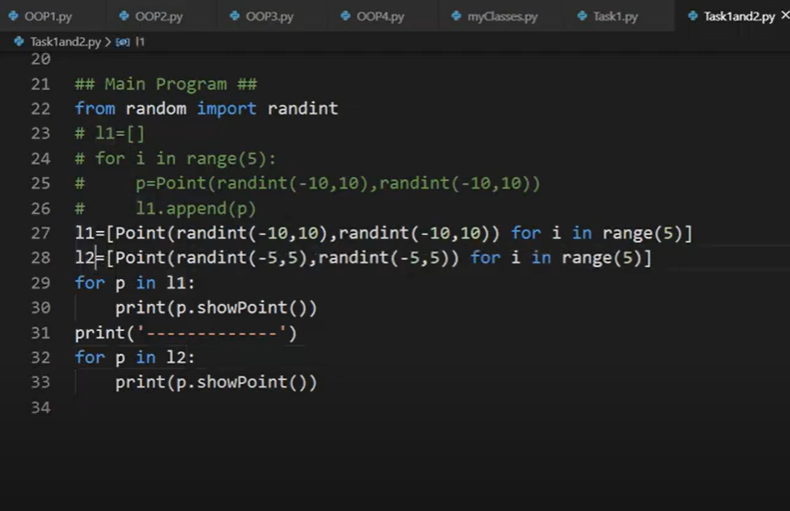 OOP1.py OOP2.py OOP3.py OOP4.py myClasses.py Task1.py Task1and2.py ×
Task1and2.py > l1
20
21 ## Main Program ##
22 from random import randint
23 # l1=[]
24 # for i in range(5):
25 #     p=Point(randint(-10,10),randint(-10,10))
26 #     l1.append(p)
27 l1=[Point(randint(-10,10),randint(-10,10)) for i in range(5)]
28 l2=[Point(randint(-5,5),randint(-5,5)) for i in range(5)]
29 for p in l1:
30     print(p.showPoint())
31 print('-------------')
32 for p in l2:
33     print(p.showPoint())
34